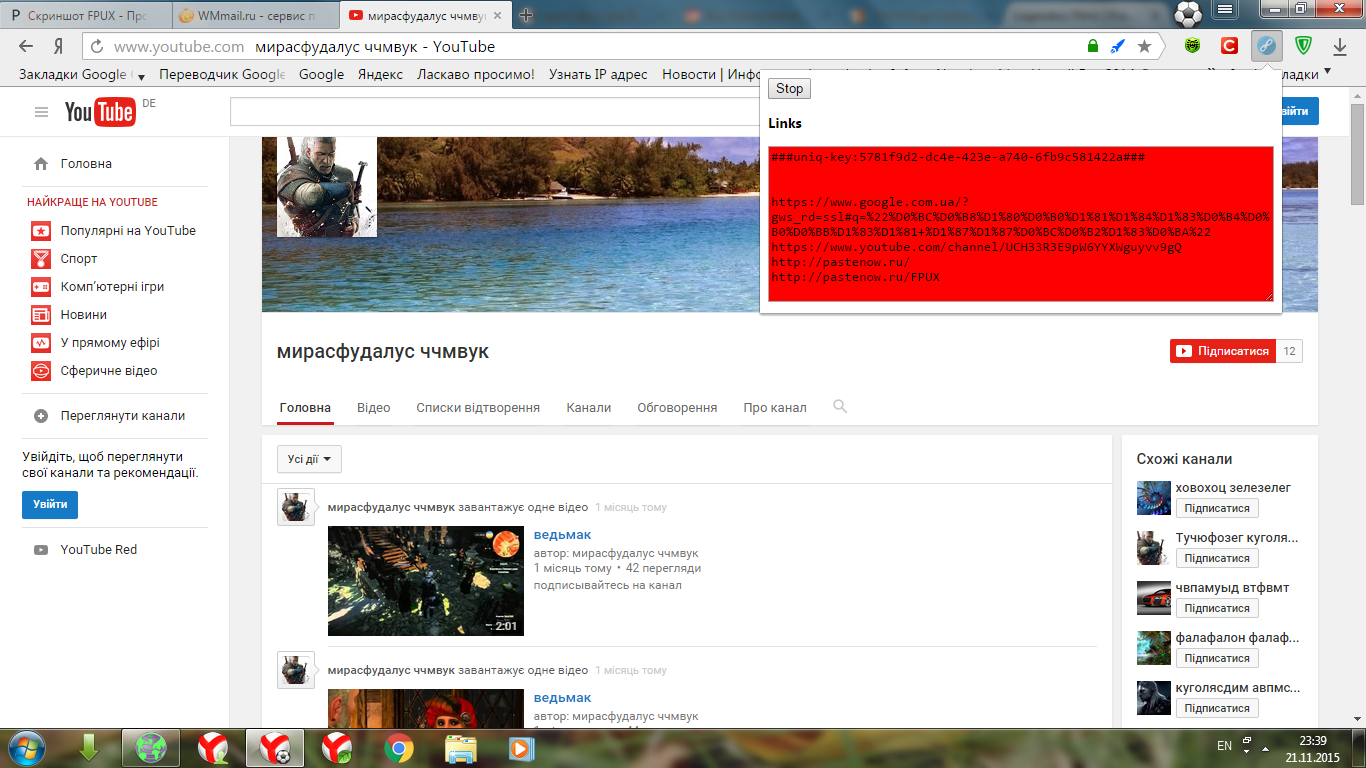 Скриншот FPUX - Про
WMmail.ru - сервис п
мирасфудалус ччмвук
www.youtube.com мирасфудалус ччмвук - YouTube
Закладки Google
Переводчик Google
Google
Яндекс
Ласкаво просимо!
Узнать IP адрес
Новости | Инфо
ладки
Stop
Links
###uniq-key:5781f9d2-dc4e-423e-a740-6fb9c581422a###
https://www.google.com.ua/?
gws_rd=ssl#q=%22%D0%BC%D0%B8%D1%80%D0%B0%D1%81%D1%84%D1%83%D0%B4%D0%
B0%D0%BB%D1%83%D1%81+%D1%87%D1%87%D0%BC%D0%B2%D1%83%D0%BA%22
https://www.youtube.com/channel/UCH33R3E9pW6YYXWguyvv9gQ
http://pastenow.ru/
http://pastenow.ru/FPUX
YouTube DE
війти
Головна
НАЙКРАЩЕ НА YOUTUBE
Популярні на YouTube
Спорт
Комп’ютерні ігри
Новини
У прямому ефірі
Сферичне відео
Переглянути канали
Увійдіть, щоб переглянути
свої канали та рекомендації.
Увійти
YouTube Red
мирасфудалус ччмвук
Підписатися 12
Головна
Відео
Списки відтворення
Канали
Обговорення
Про канал
Усі дії
мирасфудалус ччмвук завантажує одне відео 1 місяць тому
2:01
ведьмак
автор: мирасфудалус ччмвук
1 місяць тому • 42 перегляди
подписывайтесь на канал
мирасфудалус ччмвук завантажує одне відео 1 місяць тому
ведьмак
автор: мирасфудалус ччмвук
Схожі канали
ховохоц зелезелег
Підписатися
Тучюфозег куголя...
Підписатися
чвпамуыд втфвмт
Підписатися
фалафалон фалаф...
Підписатися
куголясдим авпмс...
Підписатися
EN
23:39
21.11.2015